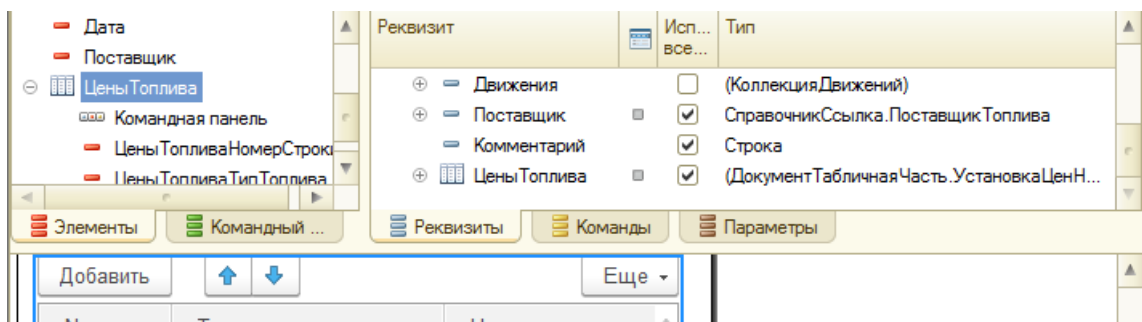 Дата
Поставщик
ЦеныТоплива
Командная панель
ЦеныТопливаНомерСтроки
ЦеныТопливаТипТоплива
Элементы
Командный ...
Реквизит
Исп...
все...
Тип
Движения
(КоллекцияДвижений)
Поставщик
СправочникСсылка.ПоставщикТоплива
Комментарий
Строка
ЦеныТоплива
(ДокументТабличнаяЧасть.УстановкаЦенН...
Реквизиты
Команды
Параметры
Добавить
Еще